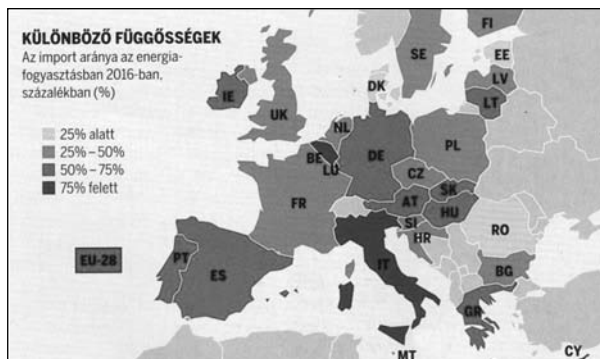 KÜLÖNBÖZŐ FÜGGŐSÉGEK
Az import aránya az energia-
fogyasztásban 2016-ban,
százalékban (%)
25% alatt
25–50%
50–75%
75% felett
EU-28
FI
SE
EE
LV
LT
DK
IE
UK
NL
BE
LU
DE
PL
CZ
SK
AT
HU
FR
SI
HR
RO
IT
BG
PT
ES
GR
MT
CY